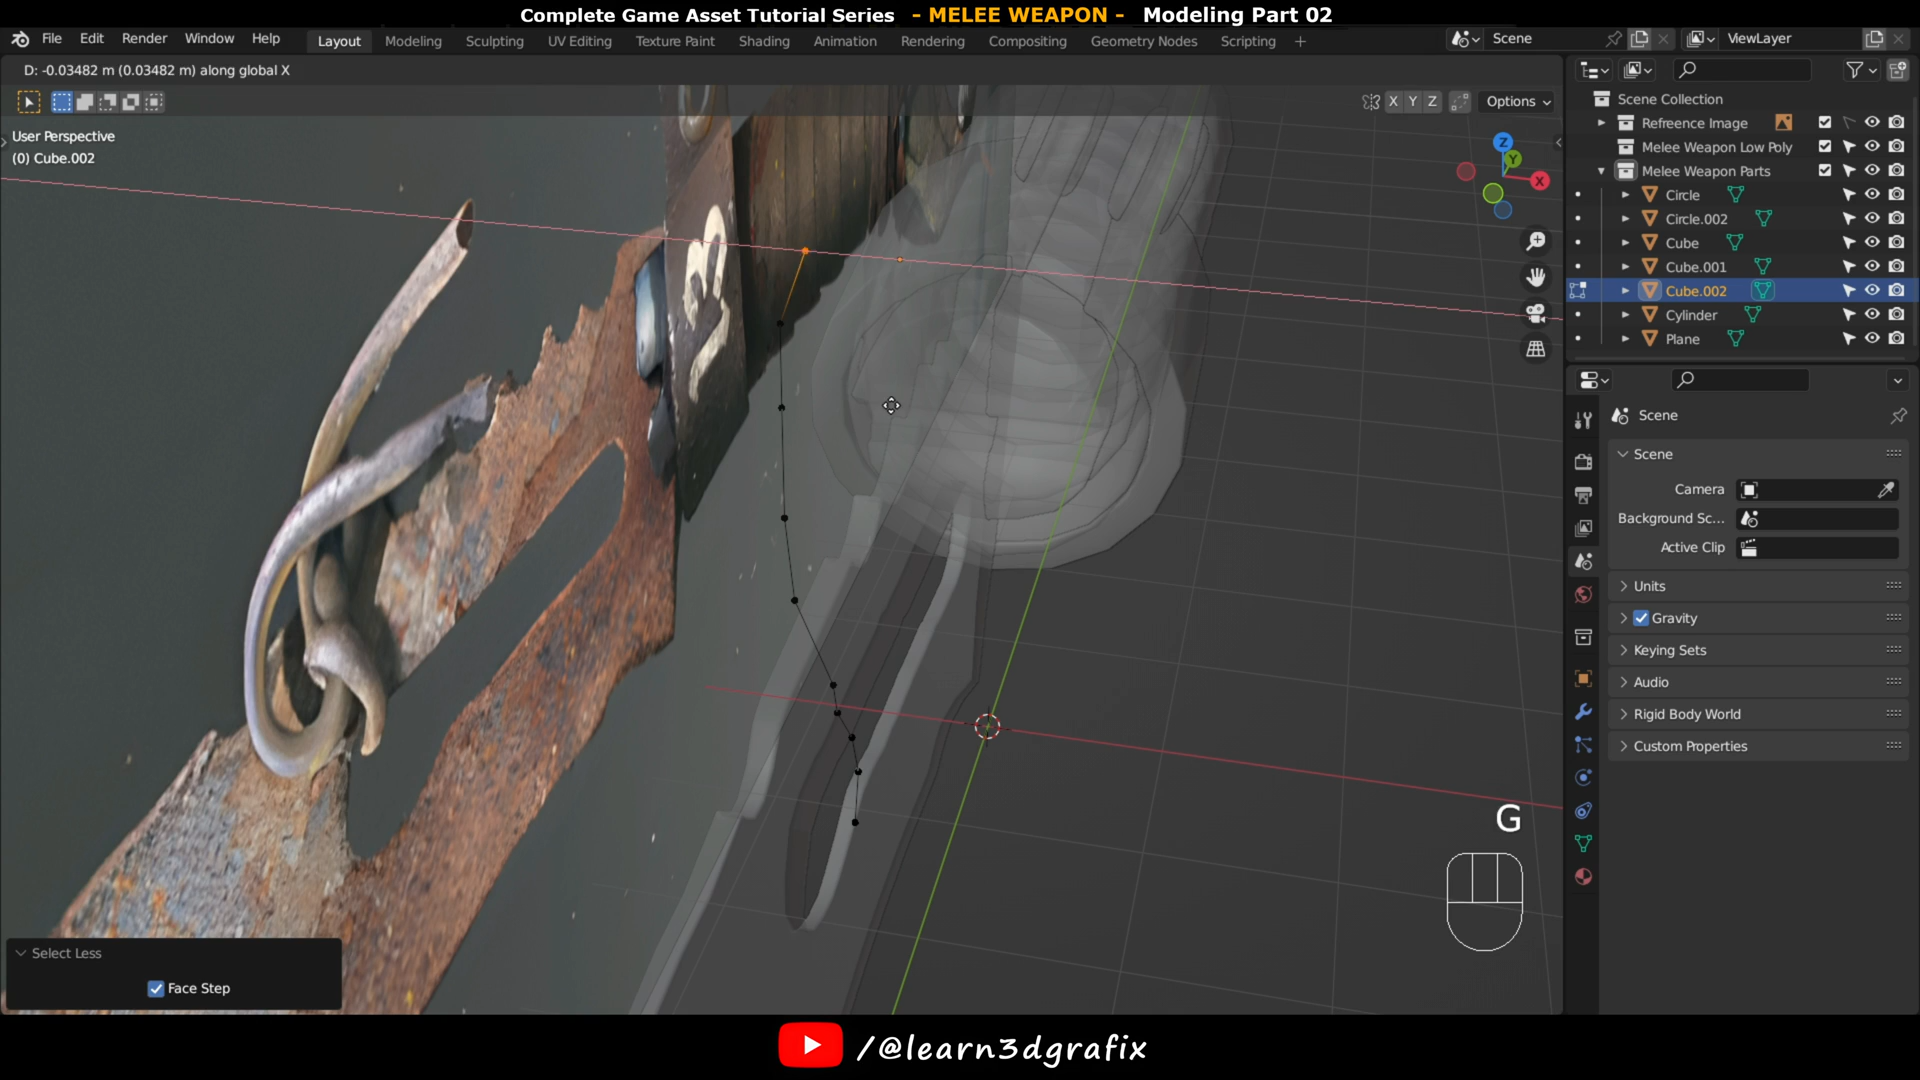 Complete Game Asset Tutorial Series - MELEE WEAPON - Modeling Part 02
File Edit Render Window Help Layout Modeling Sculpting UV Editing Texture Paint Shading Animation Rendering Compositing Geometry Nodes Scripting + Scene ViewLayer
D: -0.03482 m (0.03482 m) along global X
X Y Z Options
User Perspective
(0) Cube.002
Z
Y
X
Scene Collection
Refreence Image
Melee Weapon Low Poly
Melee Weapon Parts
Circle
Circle.002
Cube
Cube.001
Cube.002
Cylinder
Plane
Scene
Scene
Camera
Background Sc...
Active Clip
Units
Gravity
Keying Sets
Audio
Rigid Body World
Custom Properties
G
Select Less
Face Step
/@learn3dgrafix